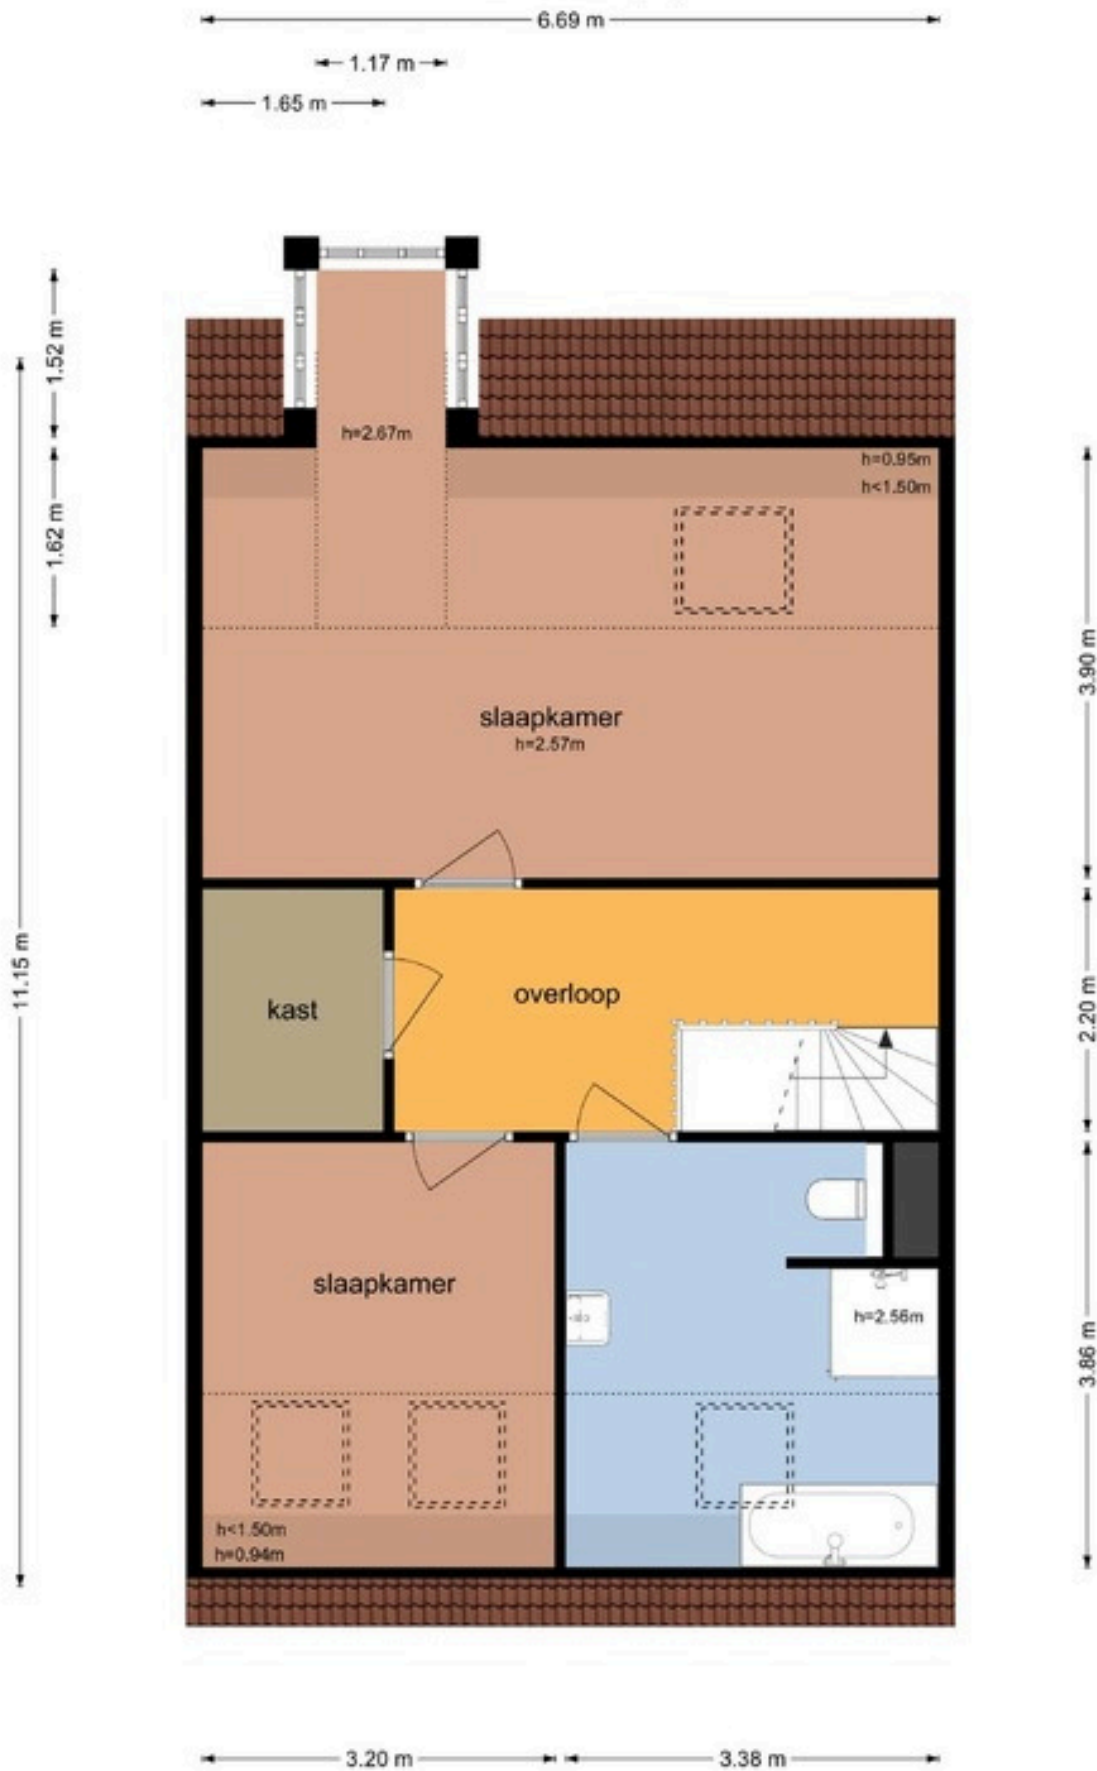 6.69 m
1.17 m
1.65 m
1.52 m
h=2.67m
h=0.95m
h<1.50m
1.62 m
3.90 m
slaapkamer
h=2.57m
11.15 m
kast
overloop
2.20 m
slaapkamer
h=2.56m
3.86 m
h<1.50m
h=0.94m
3.20 m
3.38 m